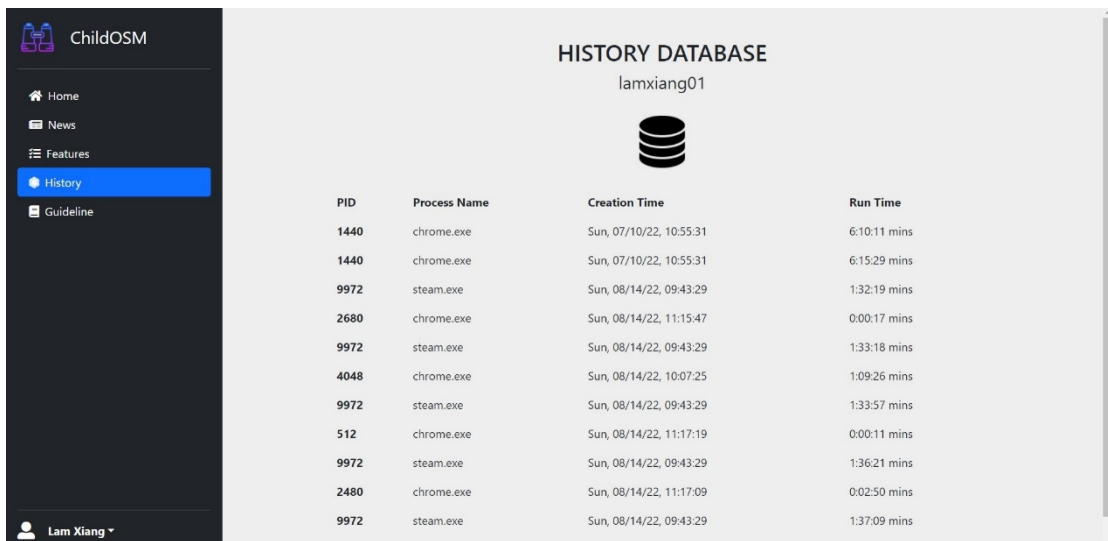 ChildOSM
Home
News
Features
History
Guideline
Lam Xiang
HISTORY DATABASE
lamxiang01
PID Process Name Creation Time Run Time
1440 chrome.exe Sun, 07/10/22, 10:55:31 6:10:11 mins
1440 chrome.exe Sun, 07/10/22, 10:55:31 6:15:29 mins
9972 steam.exe Sun, 08/14/22, 09:43:29 1:32:19 mins
2680 chrome.exe Sun, 08/14/22, 11:15:47 0:00:17 mins
9972 steam.exe Sun, 08/14/22, 09:43:29 1:33:18 mins
4048 chrome.exe Sun, 08/14/22, 10:07:25 1:09:26 mins
9972 steam.exe Sun, 08/14/22, 09:43:29 1:33:57 mins
512 chrome.exe Sun, 08/14/22, 11:17:19 0:00:11 mins
9972 steam.exe Sun, 08/14/22, 09:43:29 1:36:21 mins
2480 chrome.exe Sun, 08/14/22, 11:17:09 0:02:50 mins
9972 steam.exe Sun, 08/14/22, 09:43:29 1:37:09 mins